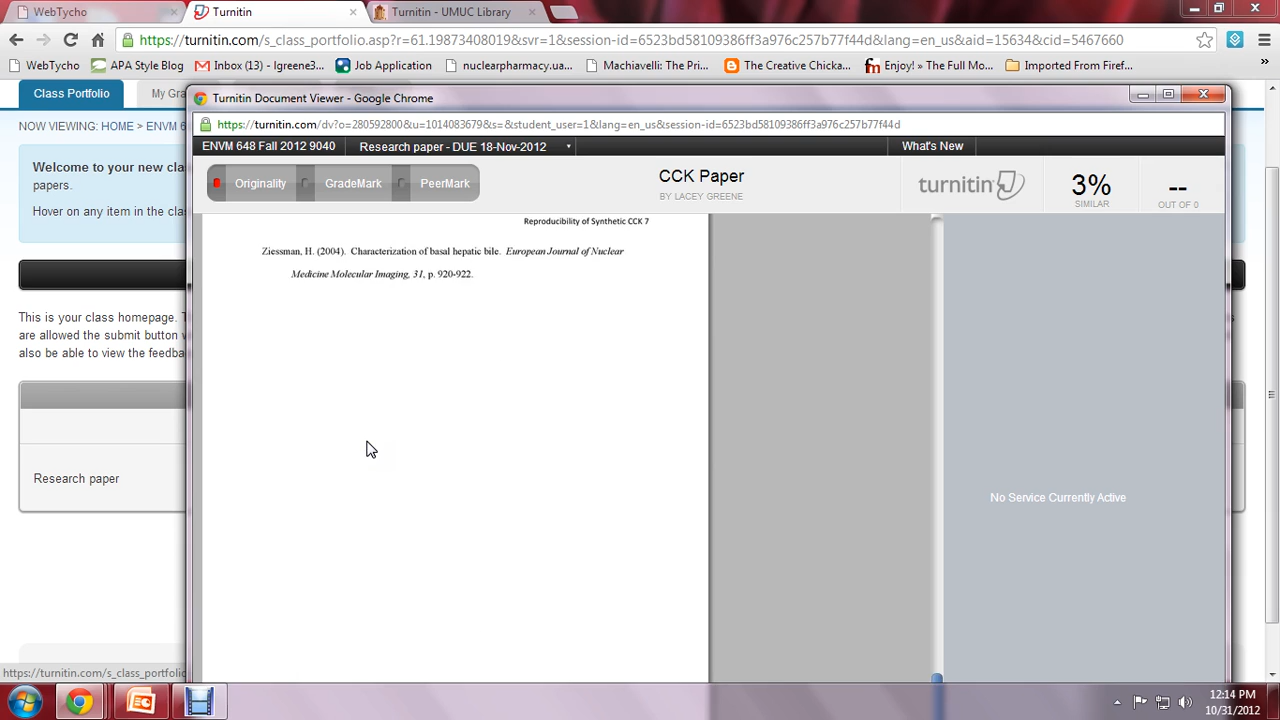 WebTycho
Turnitin
Turnitin - UMUC Library
https://turnitin.com/s_class_portfolio.asp?r=61.1987340801918&svr=1&session-id=6523bd58109386ff3a976c257b77f44d&lang=en_us&aid=15634&cid=5467660
WebTycho
APA Style Blog
Inbox (13) - lgreene3...
Job Application
nuclearpharmacy.ua...
Machiavelli: The Pri...
The Creative Chicka...
Enjoy! » The Full Mo...
Imported From Firef...
Class Portfolio
My Gra
NOW VIEWING: HOME > ENVM 6
Welcome to your new clas
papers.
Hover on any item in the clas
This is your class homepage. T
are allowed the submit button w
also be able to view the feedba
Research paper
https://turnitin.com/s_class_portfolio
Turnitin Document Viewer - Google Chrome
https://turnitin.com/dv?o=280592800&u=1014083679&s=&student_user=1&lang=en_us&session-id=6523bd58109386ff3a976c257b77f44d
ENVM 648 Fall 2012 9040
Research paper - DUE 18-Nov-2012
What's New
Originality
GradeMark
PeerMark
CCK Paper
BY LACEY GREENE
turnitin
3%
SIMILAR
--
OUT OF 0
Reproducibility of Synthetic CCK 7
Ziessman, H. (2004). Characterization of basal hepatic bile. European Journal of Nuclear
Medicine Molecular Imaging, 31, p. 920-922.
No Service Currently Active
12:14 PM
10/31/2012